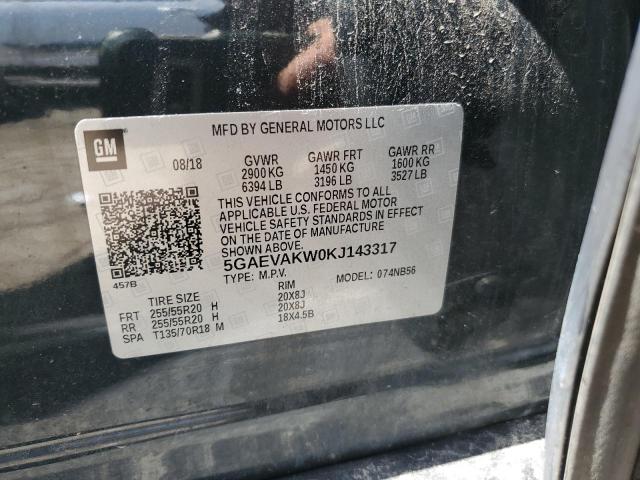 MFD BY GENERAL MOTORS LLC
GM
08/18
GVWR GAWR FRT GAWR RR
2900 KG 1450 KG 1600 KG
6394 LB 3196 LB 3527 LB
THIS VEHICLE CONFORMS TO ALL
APPLICABLE U.S. FEDERAL MOTOR
VEHICLE SAFETY STANDARDS IN EFFECT
ON THE DATE OF MANUFACTURE
SHOWN ABOVE.
5GAEVAKW0KJ143317
TYPE: M.P.V. MODEL: 074NB56
457B
TIRE SIZE RIM
FRT 255/55R20 H 20X8J
RR 255/55R20 H 20X8J
SPA T135/70R18 M 18X4.5B